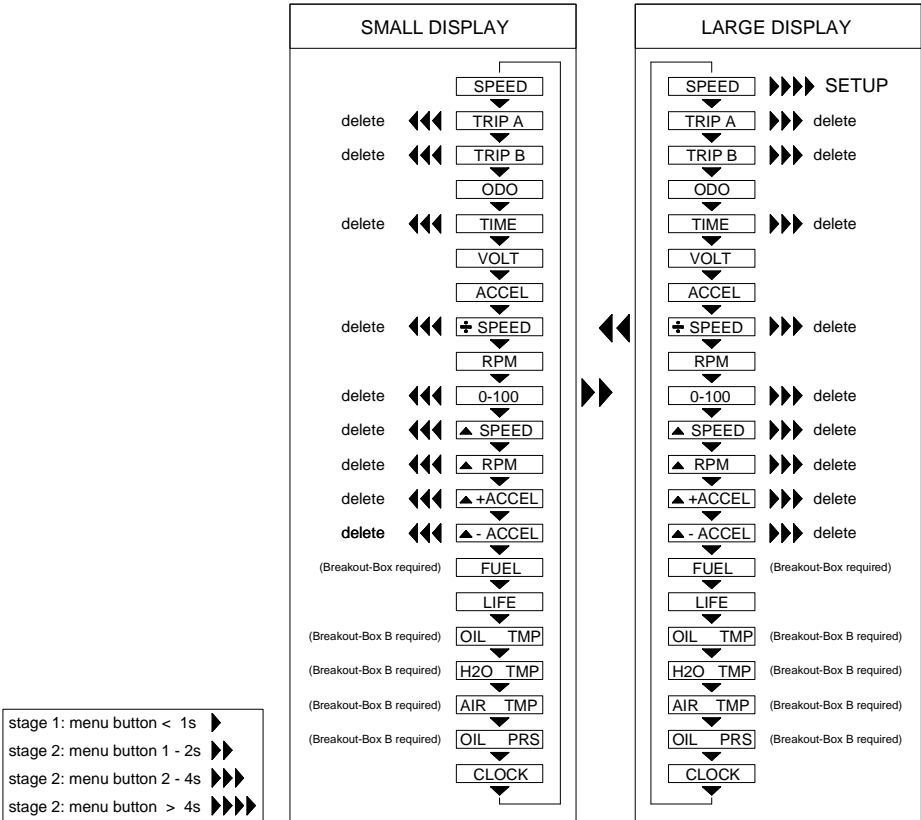 SMALL DISPLAY
SPEED
delete TRIP A
delete TRIP B
ODO
delete TIME
VOLT
ACCEL
delete ÷ SPEED
RPM
delete 0-100
delete ▲ SPEED
delete ▲ RPM
delete ▲ +ACCEL
delete ▲ - ACCEL
(Breakout-Box required) FUEL
LIFE
(Breakout-Box B required) OIL TMP
(Breakout-Box B required) H2O TMP
(Breakout-Box B required) AIR TMP
(Breakout-Box B required) OIL PRS
CLOCK
LARGE DISPLAY
SPEED SETUP
TRIP A delete
TRIP B delete
ODO
TIME delete
VOLT
ACCEL
÷ SPEED delete
RPM
0-100 delete
▲ SPEED delete
▲ RPM delete
▲ +ACCEL delete
▲ - ACCEL delete
FUEL (Breakout-Box required)
LIFE
OIL TMP (Breakout-Box B required)
H2O TMP (Breakout-Box B required)
AIR TMP (Breakout-Box B required)
OIL PRS (Breakout-Box B required)
CLOCK
stage 1: menu button < 1s
stage 2: menu button 1 - 2s
stage 2: menu button 2 - 4s
stage 2: menu button > 4s